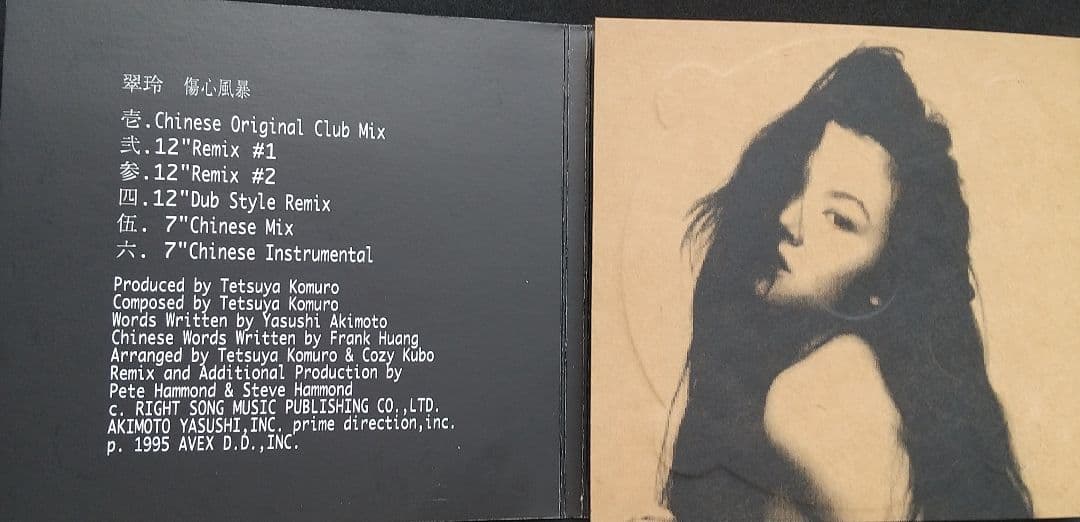 翠玲　傷心風暴
壱.Chinese Original Club Mix
弐.12"Remix #1
参.12"Remix #2
四.12"Dub Style Remix
伍. 7"Chinese Mix
六. 7"Chinese Instrumental
Produced by Tetsuya Komuro
Composed by Tetsuya Komuro
Words Written by Yasushi Akimoto
Chinese Words Written by Frank Huang
Arranged by Tetsuya Komuro & Cozy Kubo
Remix and Additional Production by
Pete Hammond & Steve Hammond
c. RIGHT SONG MUSIC PUBLISHING CO.,LTD.
AKIMOTO YASUSHI,INC. prime direction,inc.
p. 1995 AVEX D.D.,INC.